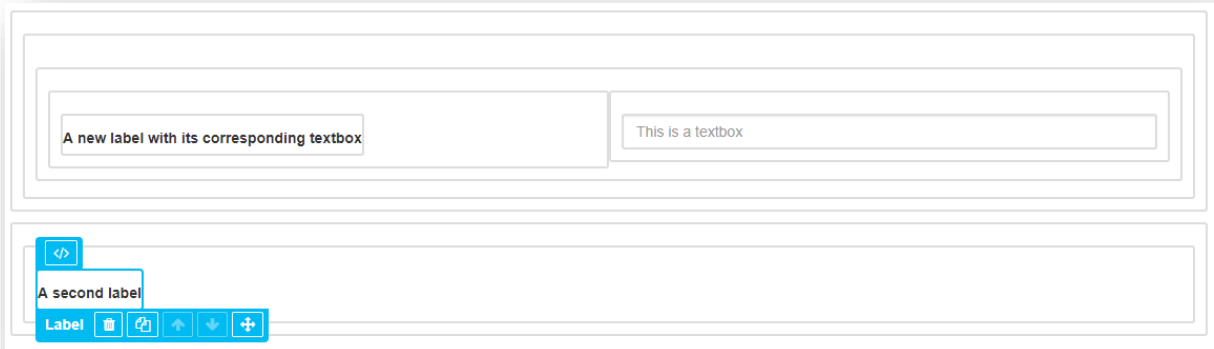 A new label with its corresponding textbox
This is a textbox
</>
A second label
Label